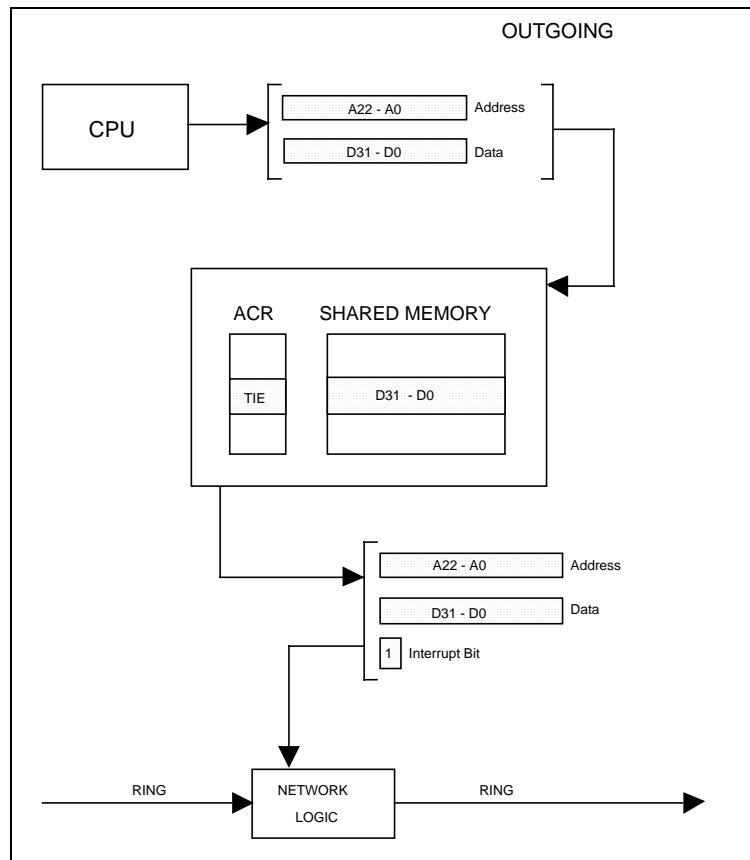 OUTGOING
CPU
A22 - A0 Address
D31 - D0 Data
ACR SHARED MEMORY
TIE D31 - D0
A22 - A0 Address
D31 - D0 Data
1 Interrupt Bit
RING NETWORK RING
LOGIC